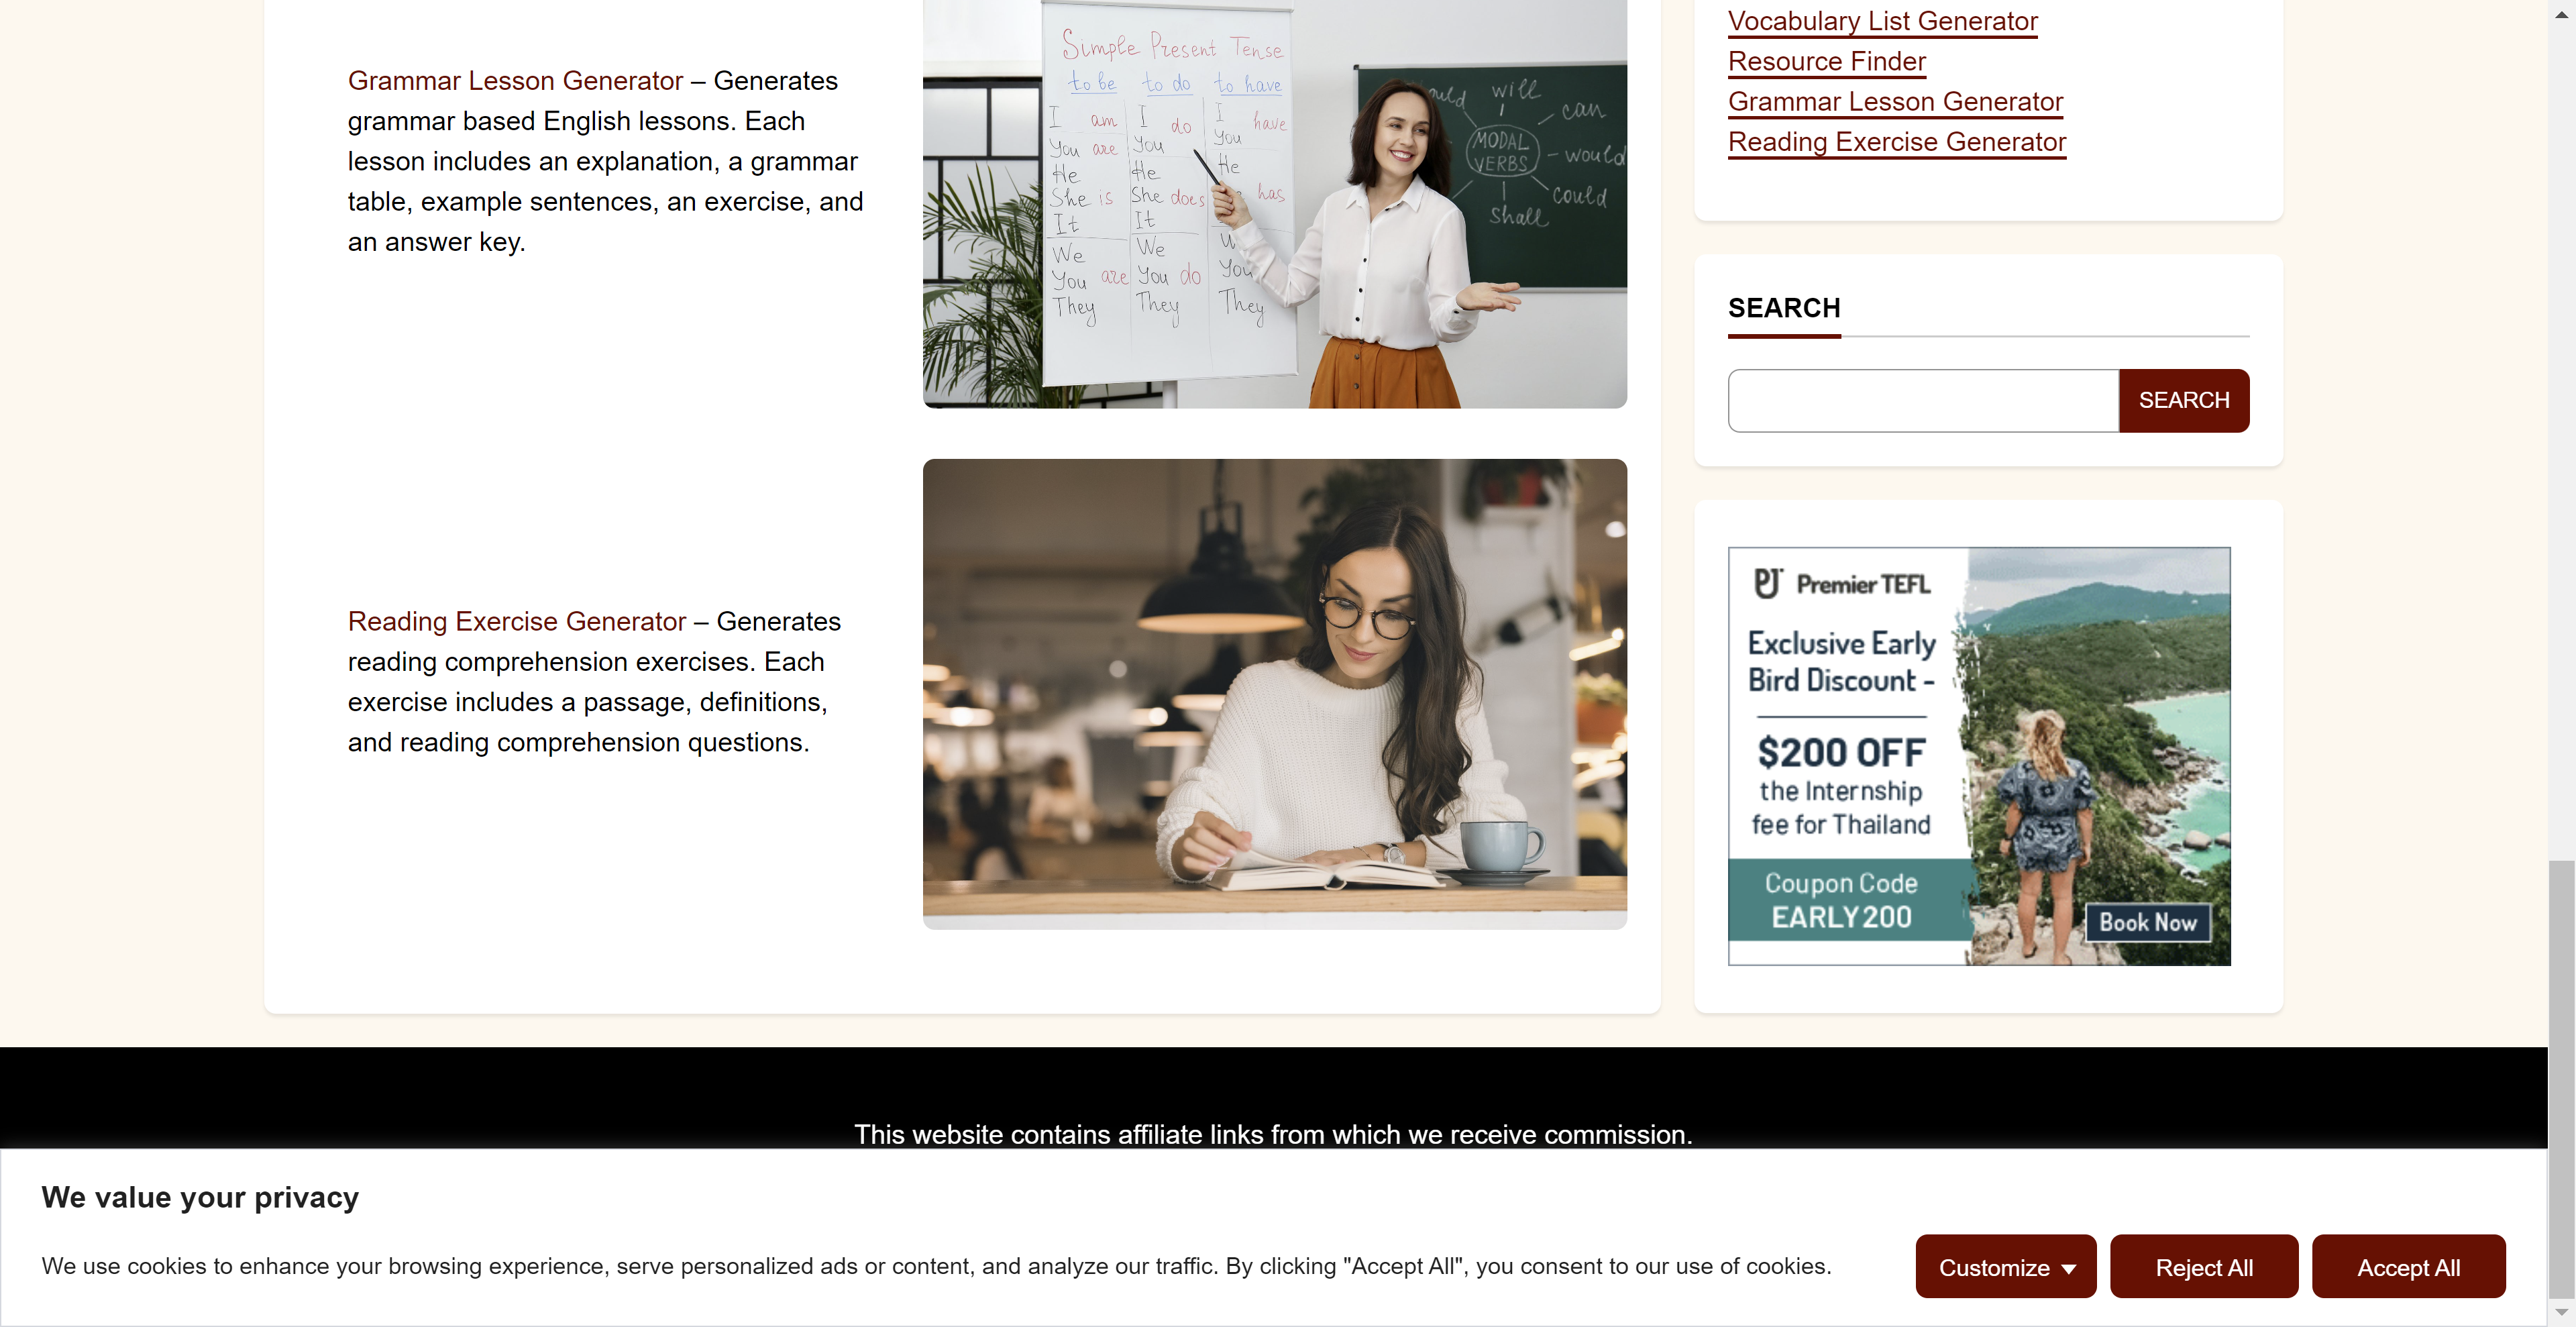 Grammar Lesson Generator – Generates
grammar based English lessons. Each
lesson includes an explanation, a grammar
table, example sentences, an exercise, and
an answer key.
Simple Present Tense
to be to do to have
I am I do I have
You are You You
He He He
She is She does has
It It
We We W
You are You do You
They They They
will
can
MODAL
VERBS
would
could
shall
Reading Exercise Generator – Generates
reading comprehension exercises. Each
exercise includes a passage, definitions,
and reading comprehension questions.
Vocabulary List Generator
Resource Finder
Grammar Lesson Generator
Reading Exercise Generator
SEARCH
SEARCH
Premier TEFL
Exclusive Early
Bird Discount -
$200 OFF
the Internship
fee for Thailand
Coupon Code
EARLY200
Book Now
This website contains affiliate links from which we receive commission.
We value your privacy
We use cookies to enhance your browsing experience, serve personalized ads or content, and analyze our traffic. By clicking "Accept All", you consent to our use of cookies.
Customize
Reject All
Accept All